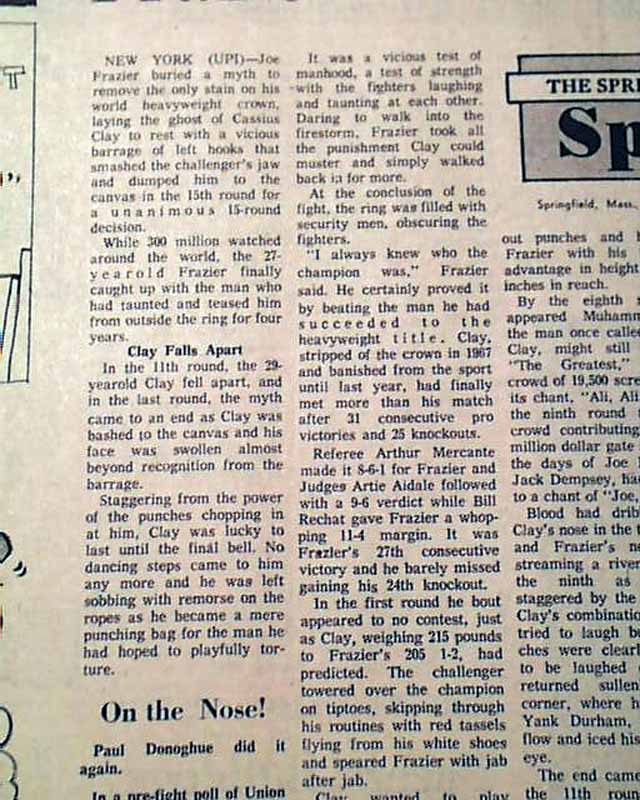 NEW YORK (UPI)—Joe
Frazier buried a myth to
remove the only stain on his
world heavyweight crown,
laying the ghost of Cassius
Clay to rest with a vicious
barrage of left hooks that
smashed the challenger's jaw
and dumped him to the
canvas in the 15th round for
a unanimous 15-round
decision.
While 300 million watched
around the world, the 27-
yearold Frazier finally
caught up with the man who
had taunted and teased him
from outside the ring for four
years.
Clay Falls Apart
In the 11th round, the 29-
yearold Clay fell apart, and
in the last round, the myth
came to an end as Clay was
bashed to the canvas and his
face was swollen almost
beyond recognition from the
barrage.
Staggering from the power
of the punches chopping in
at him, Clay was lucky to
last until the final bell. No
dancing steps came to him
any more and he was left
sobbing with remorse on the
ropes as he became a mere
punching bag for the man he
had hoped to playfully tor-
ture.
On the Nose!
Paul Donoghue did it
again.
In a pre-fight poll of Union
It was a vicious test of
manhood, a test of strength
with the fighters laughing
and taunting at each other.
Daring to walk into the
firestorm, Frazier took all
the punishment Clay could
muster and simply walked
back in for more.
At the conclusion of the
fight, the ring was filled with
security men, obscuring the
fighters.
"I always knew who the
champion was," Frazier
said. He certainly proved it
by beating the man he had
succeeded to the
heavyweight title. Clay,
stripped of the crown in 1967
and banished from the sport
until last year, had finally
met more than his match
after 31 consecutive pro
victories and 25 knockouts.
Referee Arthur Mercante
made it 8-6-1 for Frazier and
Judges Artie Aidale followed
with a 9-6 verdict while Bill
Rechat gave Frazier a whop-
ping 11-4 margin. It was
Frazier's 27th consecutive
victory and he barely missed
gaining his 24th knockout.
In the first round he bout
appeared to no contest, just
as Clay, weighing 215 pounds
to Frazier's 205 1-2, had
predicted. The challenger
towered over the champion
on tiptoes, skipping through
his routines with red tassels
flying from his white shoes
and speared Frazier with jab
after jab.
Clay wanted to play
THE SPRI
Sp
Springfield, Mass.
out punches and
Frazier with his
advantage in height
inches in reach.
By the eighth
appeared Muham
the man once calle
Clay, might still
"The Greatest,"
crowd of 19,500 scre
its chant, "Ali, Ali
the ninth round
crowd contributing
million dollar gate
the days of Joe
Jack Dempsey, ha
to a chant of "Joe,
Blood had drib
Clay's nose in the t
and Frazier's m
streaming a river
the ninth as
staggered by the
Clay's combinatio
tried to laugh bu
ches were clearl
to be laughed
returned sullen
corner, where h
Yank Durham,
flow and iced his
eye.
The end came
the 11th roun